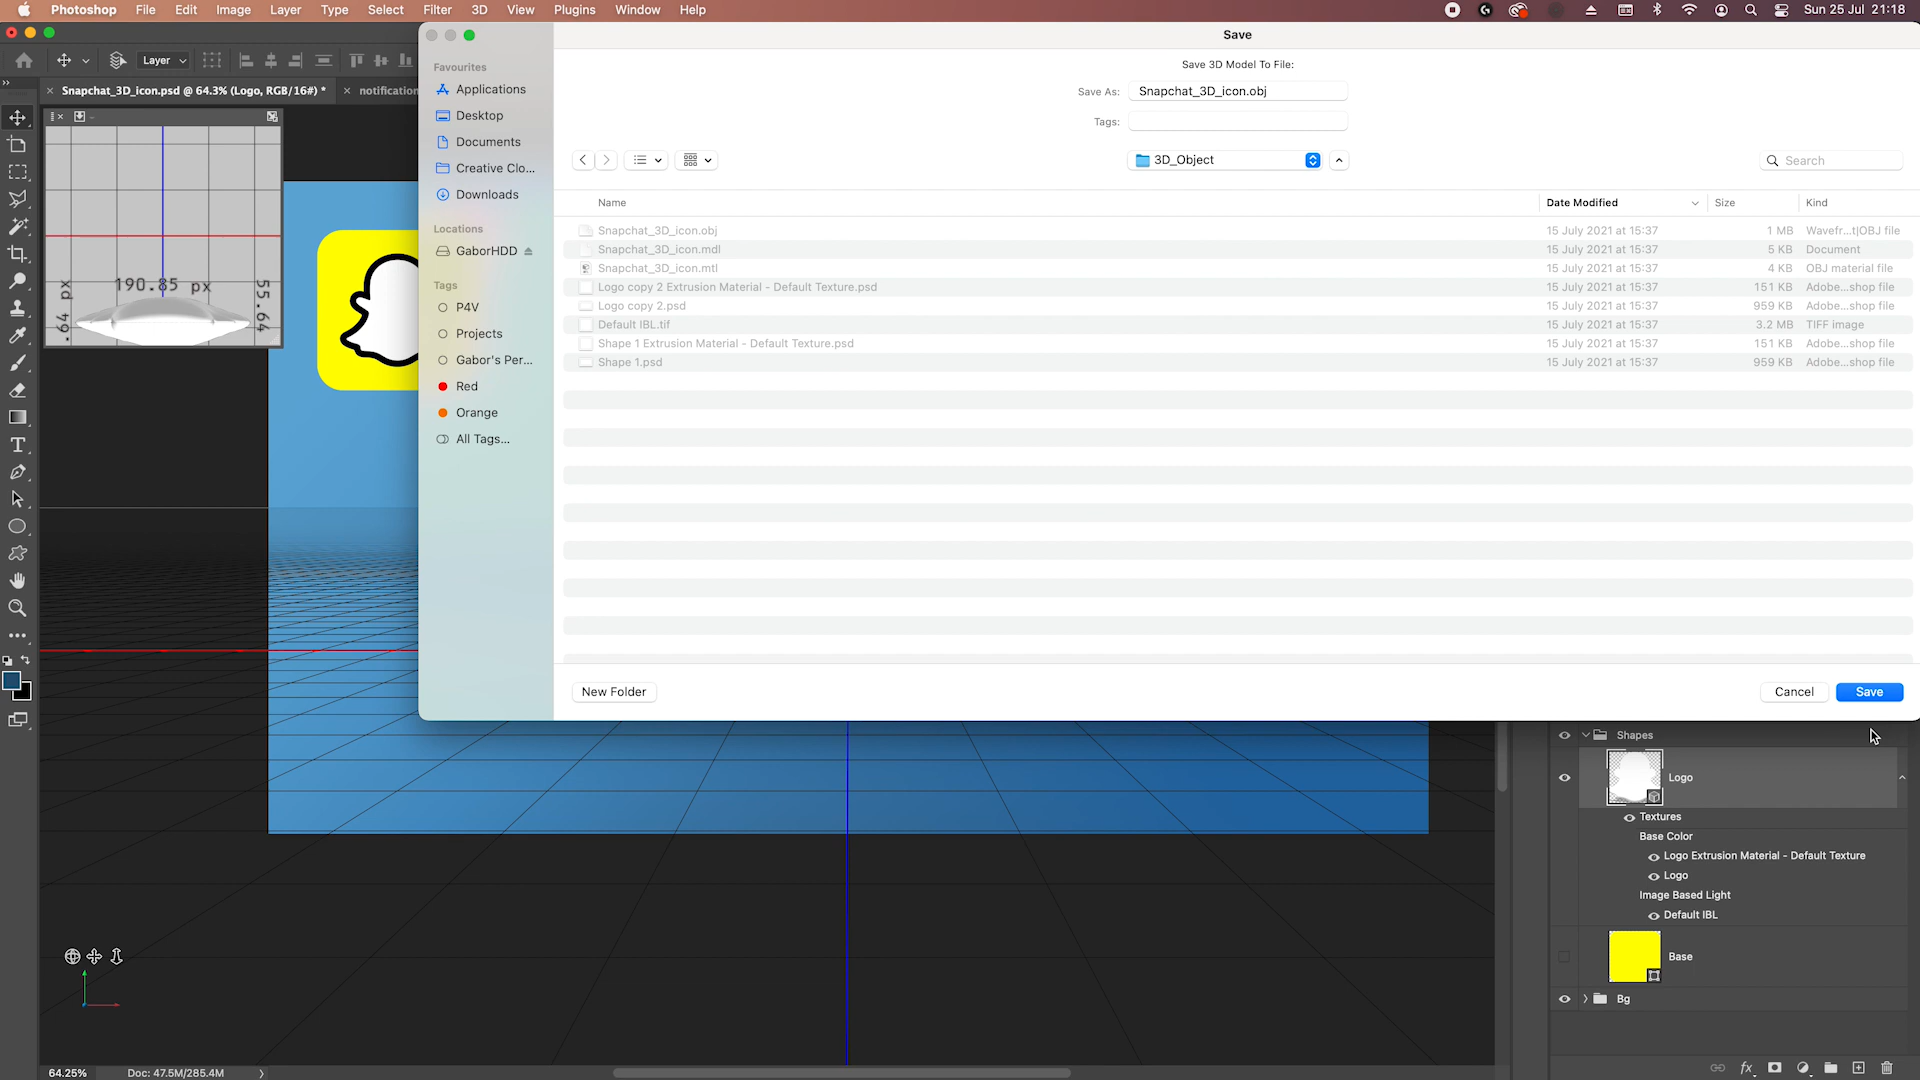 Photoshop File Edit Image Layer Type Select Filter 3D View Plugins Window Help Sun 25 Jul 21:18
Layer
Save
Snapchat_3D_icon.psd @ 64.3% (Logo, RGB/16#) *
notification
Favourites
Applications
Desktop
Documents
Creative Clo...
Downloads
Locations
GaborHDD
Tags
P4V
Projects
Gabor's Per...
Red
Orange
All Tags...
Save 3D Model To File:
Save As: Snapchat_3D_icon.obj
Tags:
3D_Object
Search
Name Date Modified Size Kind
Snapchat_3D_icon.obj 15 July 2021 at 15:37 1 MB Wavefr...t|OBJ file
Snapchat_3D_icon.mdl 15 July 2021 at 15:37 5 KB Document
Snapchat_3D_icon.mtl 15 July 2021 at 15:37 4 KB OBJ material file
Logo copy 2 Extrusion Material - Default Texture.psd 15 July 2021 at 15:37 151 KB Adobe...shop file
Logo copy 2.psd 15 July 2021 at 15:37 959 KB Adobe...shop file
Default IBL.tif 15 July 2021 at 15:37 3.2 MB TIFF image
Shape 1 Extrusion Material - Default Texture.psd 15 July 2021 at 15:37 151 KB Adobe...shop file
Shape 1.psd 15 July 2021 at 15:37 959 KB Adobe...shop file
New Folder
Cancel
Save
190.85 px
.64 px
55.64
Shapes
Logo
Textures
Base Color
Logo Extrusion Material - Default Texture
Logo
Image Based Light
Default IBL
Base
Bg
fx
64.25% Doc: 47.5M/285.4M